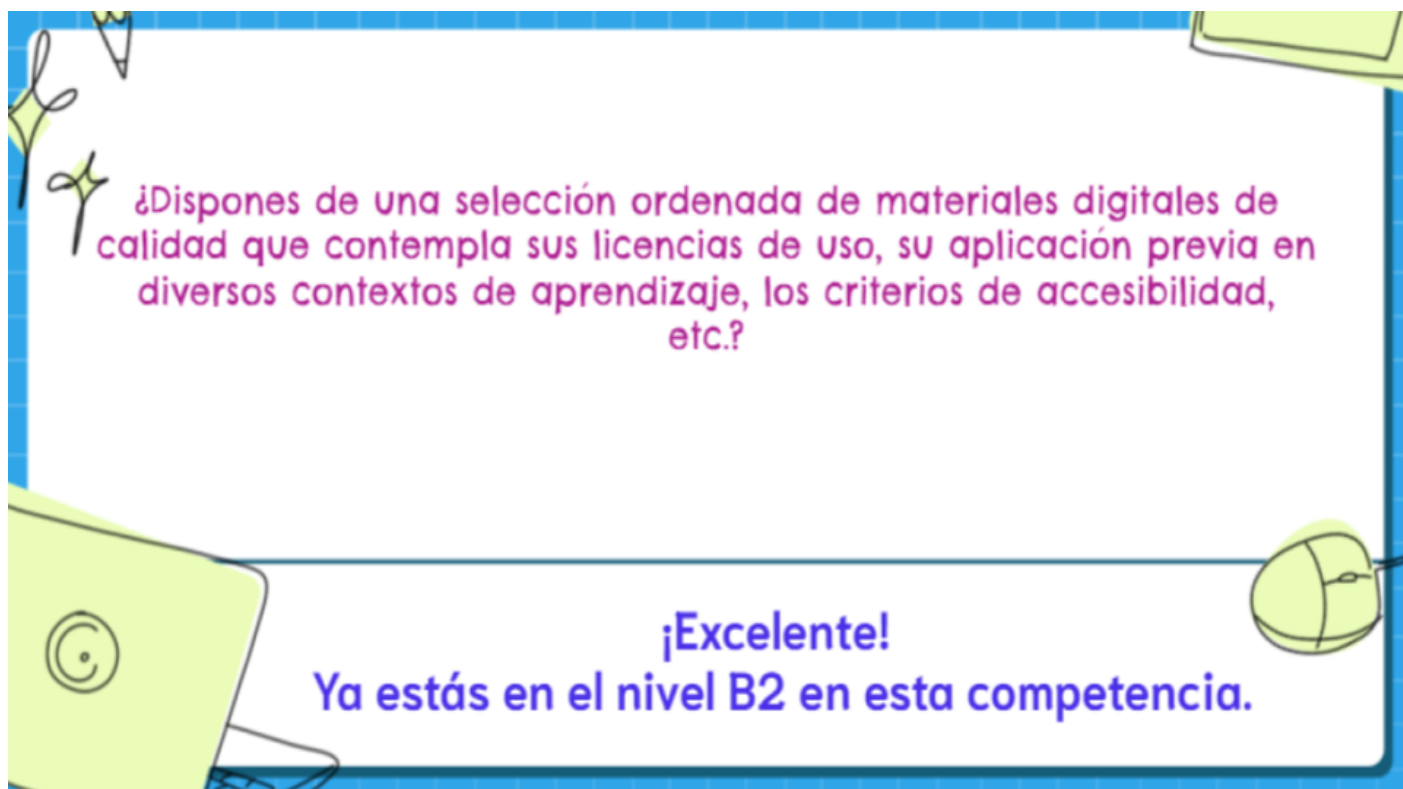 ¿Dispones de una selección ordenada de materiales digitales de
calidad que contempla sus licencias de uso, su aplicación previa en
diversos contextos de aprendizaje, los criterios de accesibilidad,
etc.?
¡Excelente!
Ya estás en el nivel B2 en esta competencia.